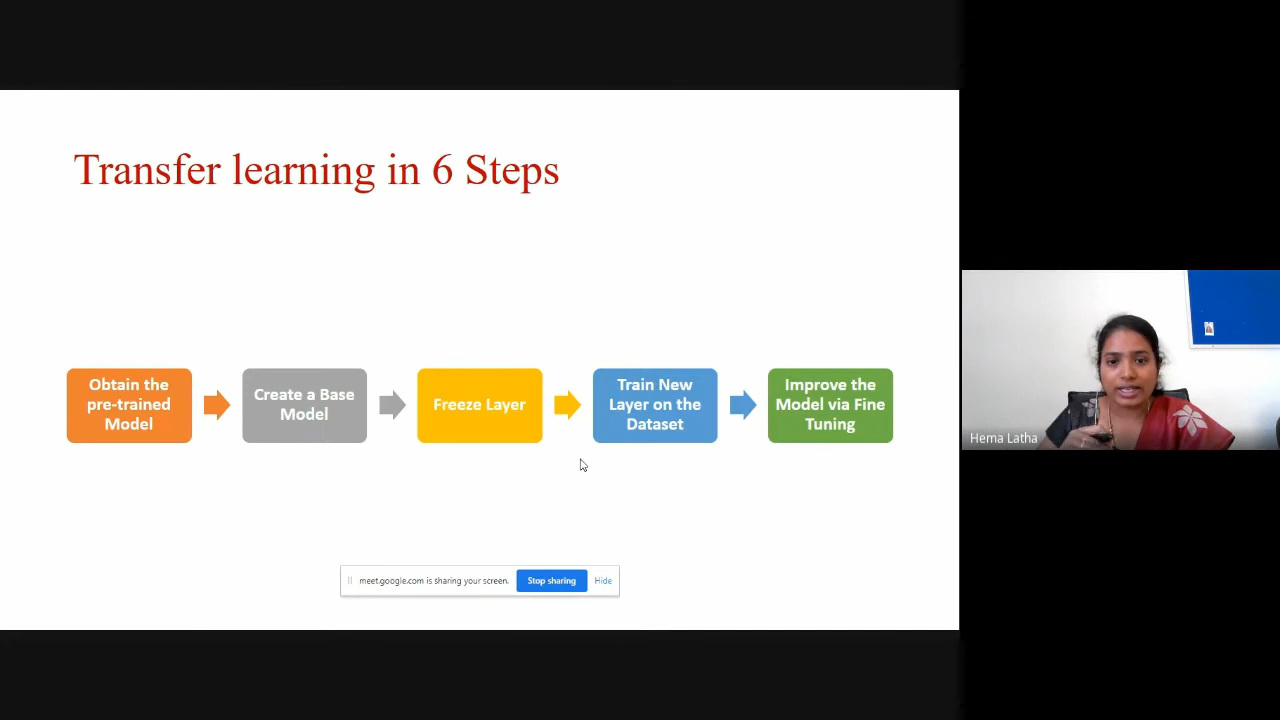 Transfer learning in 6 Steps
Obtain the
pre-trained
Model
Create a Base
Model
Freeze Layer
Train New
Layer on the
Dataset
Improve the
Model via Fine
Tuning
meet.google.com is sharing your screen.
Stop sharing
Hide
Hema Latha